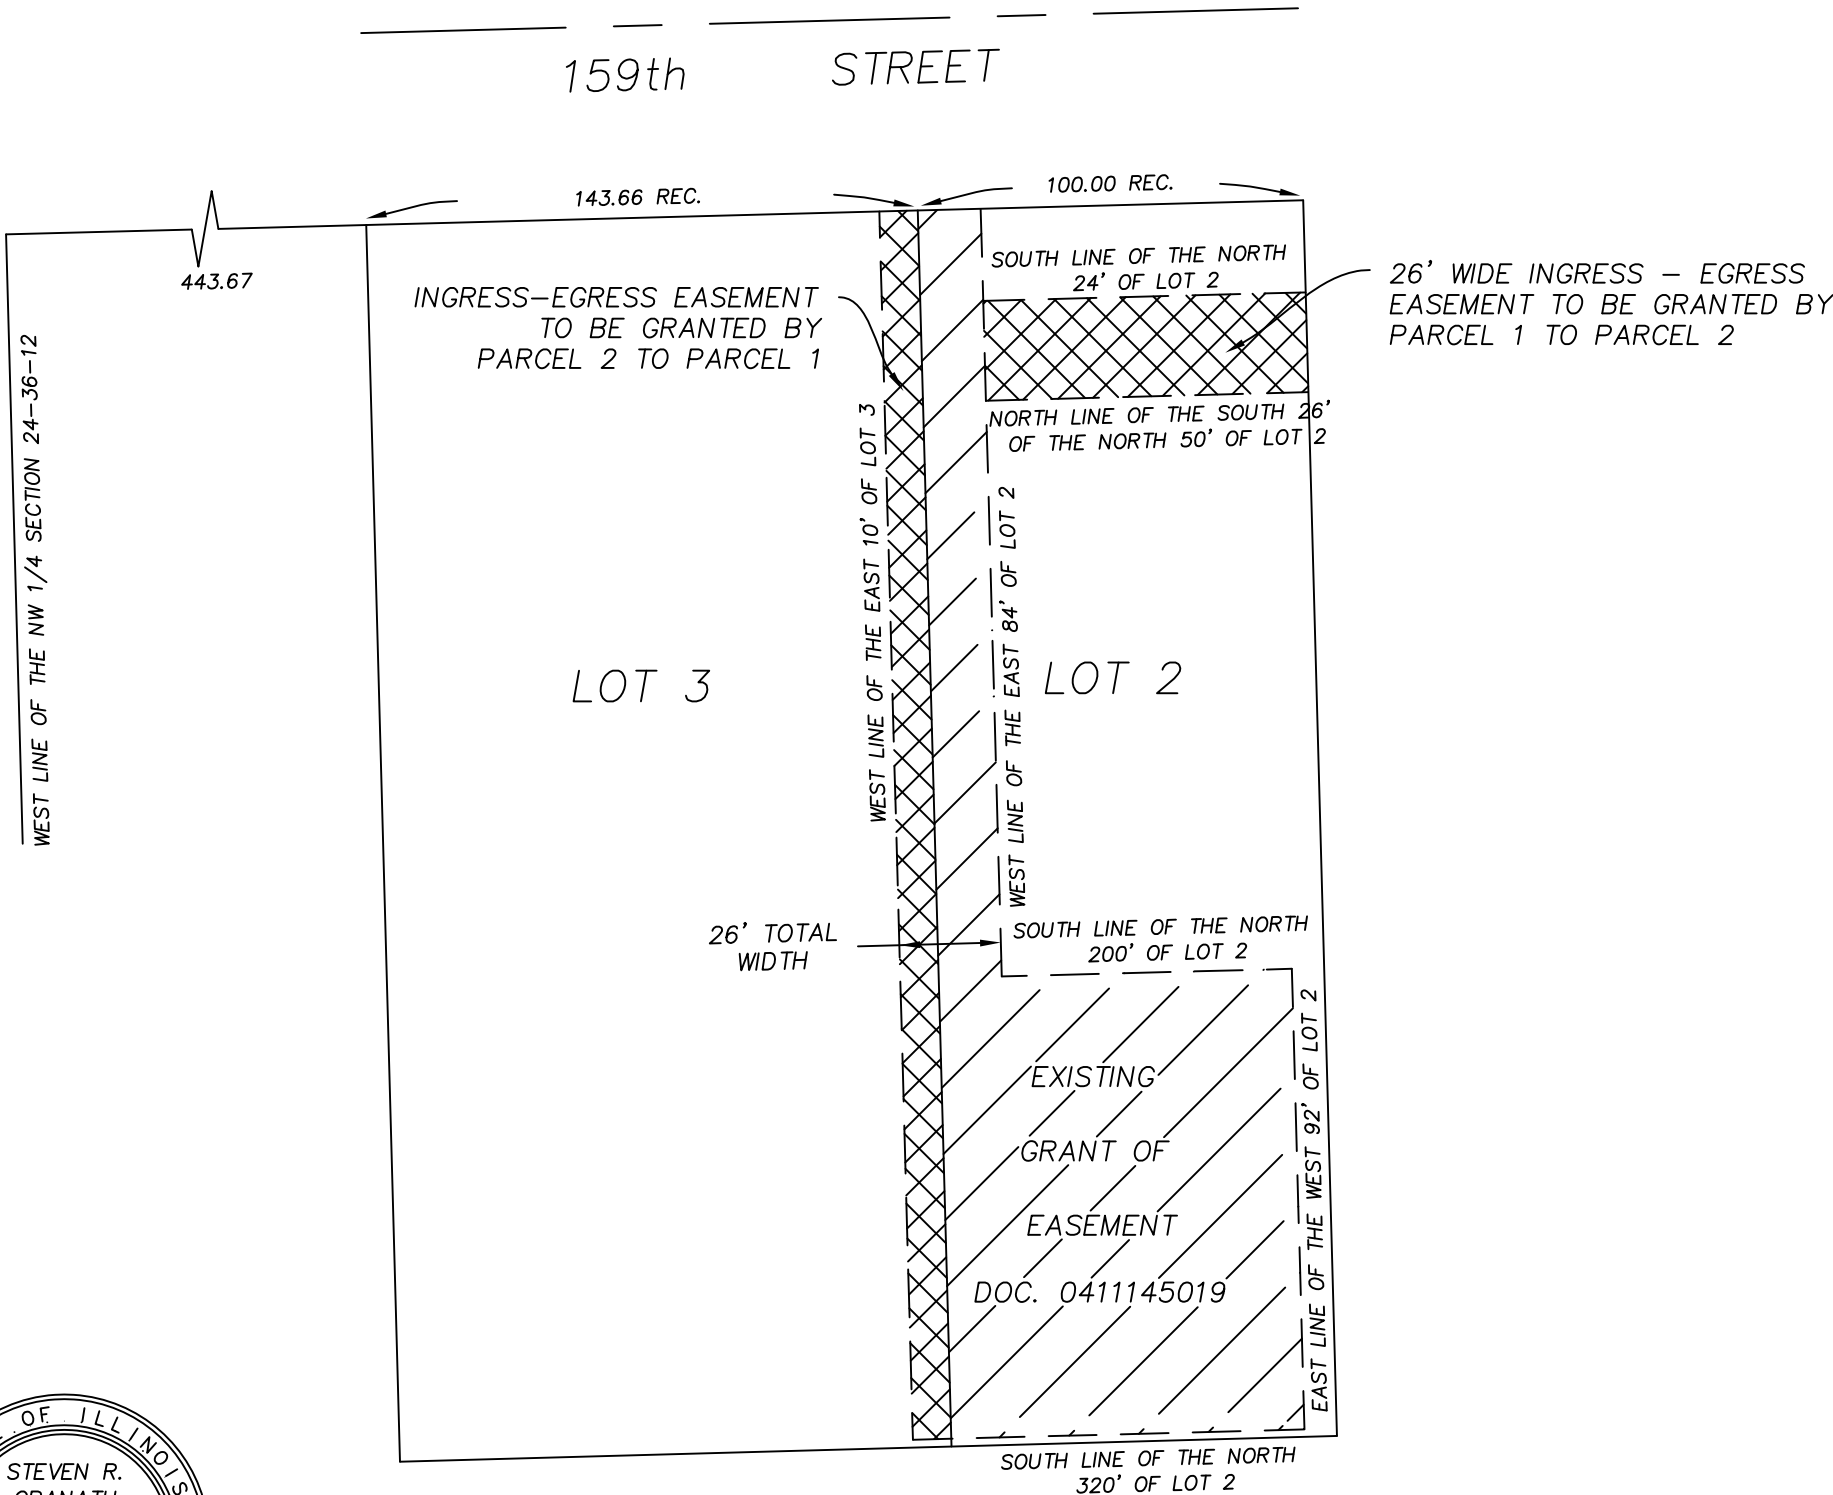 159th STREET
143.66 REC.
100.00 REC.
443.67
WEST LINE OF THE NW 1/4 SECTION 24-36-12
INGRESS-EGRESS EASEMENT
TO BE GRANTED BY
PARCEL 2 TO PARCEL 1
SOUTH LINE OF THE NORTH
24' OF LOT 2
26' WIDE INGRESS - EGRESS
EASEMENT TO BE GRANTED BY
PARCEL 1 TO PARCEL 2
NORTH LINE OF THE SOUTH 26'
OF THE NORTH 50' OF LOT 2
WEST LINE OF THE EAST 10' OF LOT 3
WEST LINE OF THE EAST 84' OF LOT 2
LOT 3
LOT 2
26' TOTAL
WIDTH
SOUTH LINE OF THE NORTH
200' OF LOT 2
EXISTING
GRANT OF
EASEMENT
DOC. 0411145019
EAST LINE OF THE WEST 92' OF LOT 2
SOUTH LINE OF THE NORTH
320' OF LOT 2
OF ILLINOIS
STEVEN R.